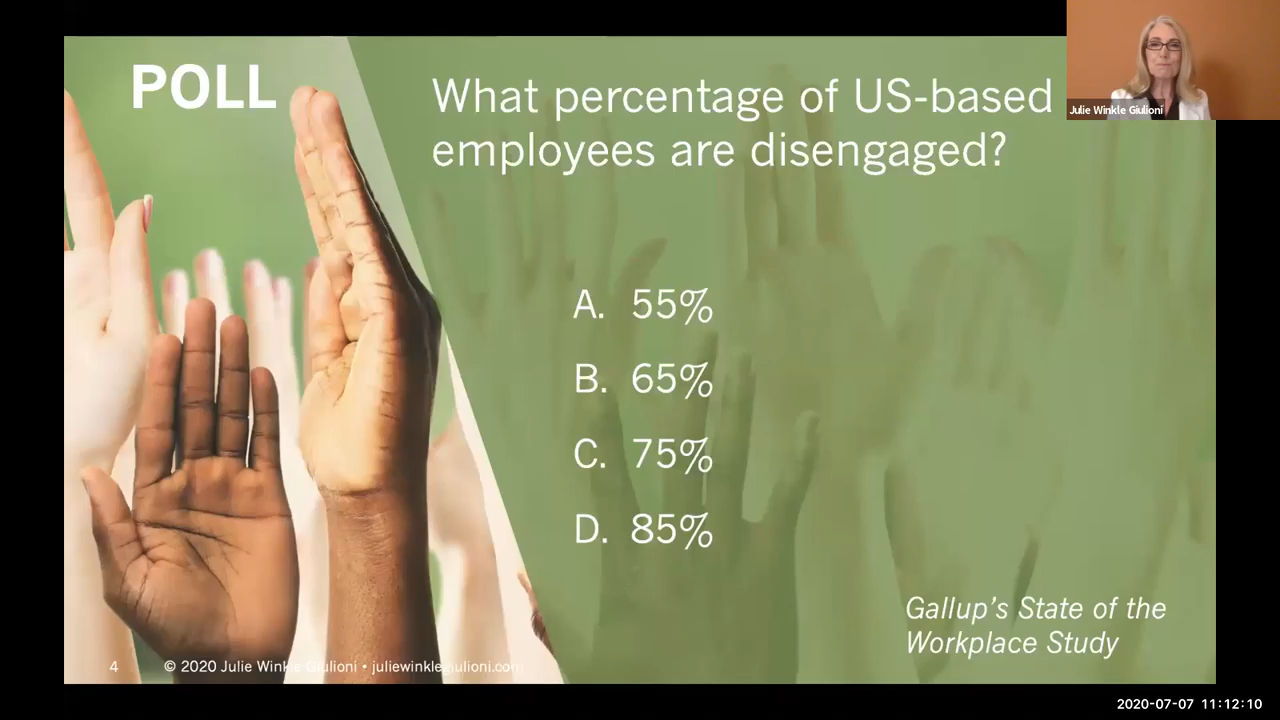 POLL
What percentage of US-based
employees are disengaged?
A. 55%
B. 65%
C. 75%
D. 85%
Gallup's State of the
Workplace Study
4
© 2020 Julie Winkle Giulioni • juliewinklegiulioni.com
Julie Winkle Giulioni
2020-07-07 11:12:10